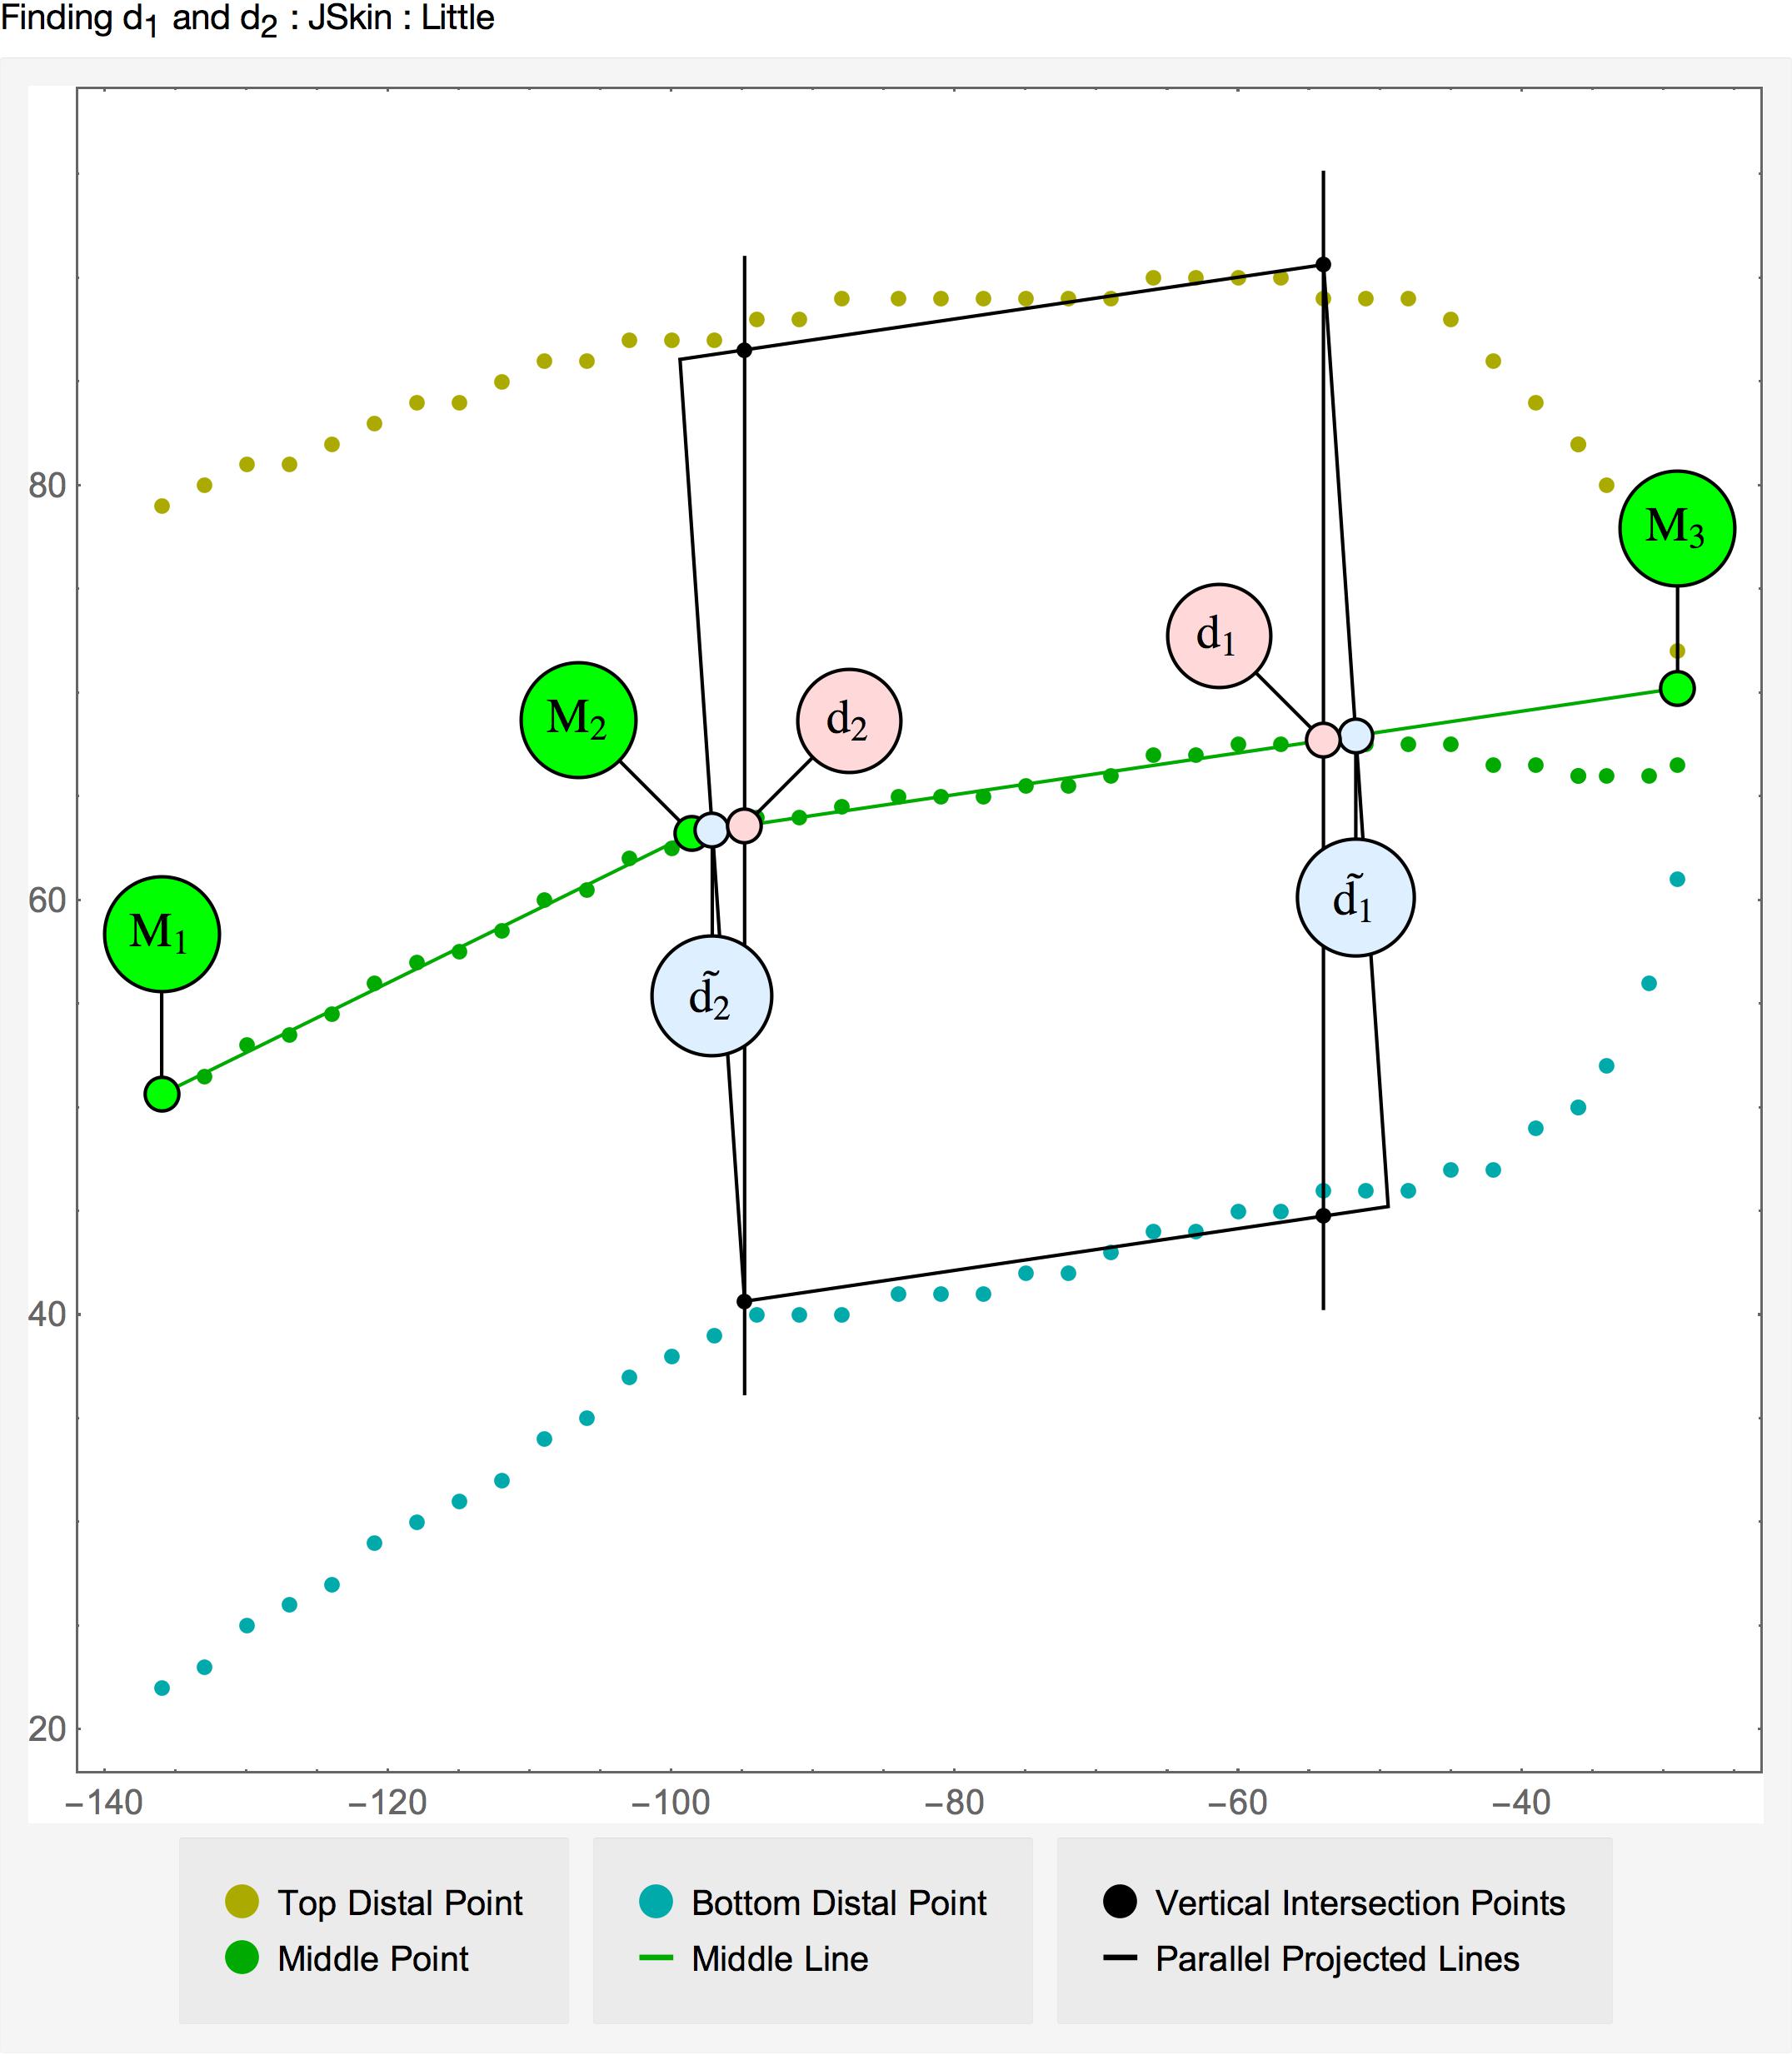 Finding d₁ and d₂ : JSkin : Little
80
M₃
d₁
M₂
d₂
60
M₁
d̃₁
d̃₂
40
20
−140 −120 −100 −80 −60 −40
Top Distal Point Bottom Distal Point Vertical Intersection Points
Middle Point Middle Line Parallel Projected Lines